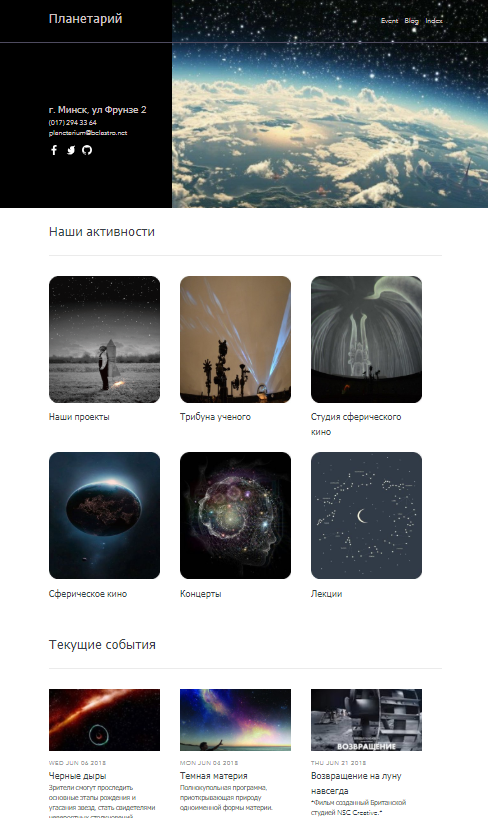 Планетарий
Event Blog Index
г. Минск, ул Фрунзе 2
(017) 294 33 64
planetarium@belastro.net
Наши активности
Наши проекты
Трибуна ученого
Студия сферического
кино
Сферическое кино
Концерты
Лекции
Текущие события
ВОЗВРАЩЕНИЕ
WED JUN 06 2018
Черные дыры
Зрители смогут проследить
основные этапы рождения и
угасания звезд, стать свидетелями
MON JUN 04 2018
Темная материя
Полнокупольная программа,
приоткрывающая природу
одноименной формы материи.
THU JUN 21 2018
Возвращение на луну
навсегда
"Фильм созданный Британской
студией NSC Creative."